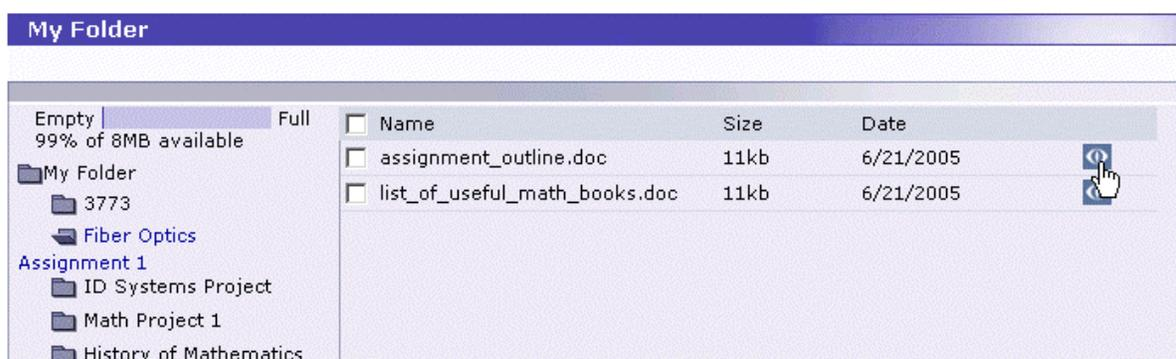 My Folder
Empty Full
99% of 8MB available
My Folder
3773
Fiber Optics
Assignment 1
ID Systems Project
Math Project 1
History of Mathematics
Name Size Date
assignment_outline.doc 11kb 6/21/2005
list_of_useful_math_books.doc 11kb 6/21/2005